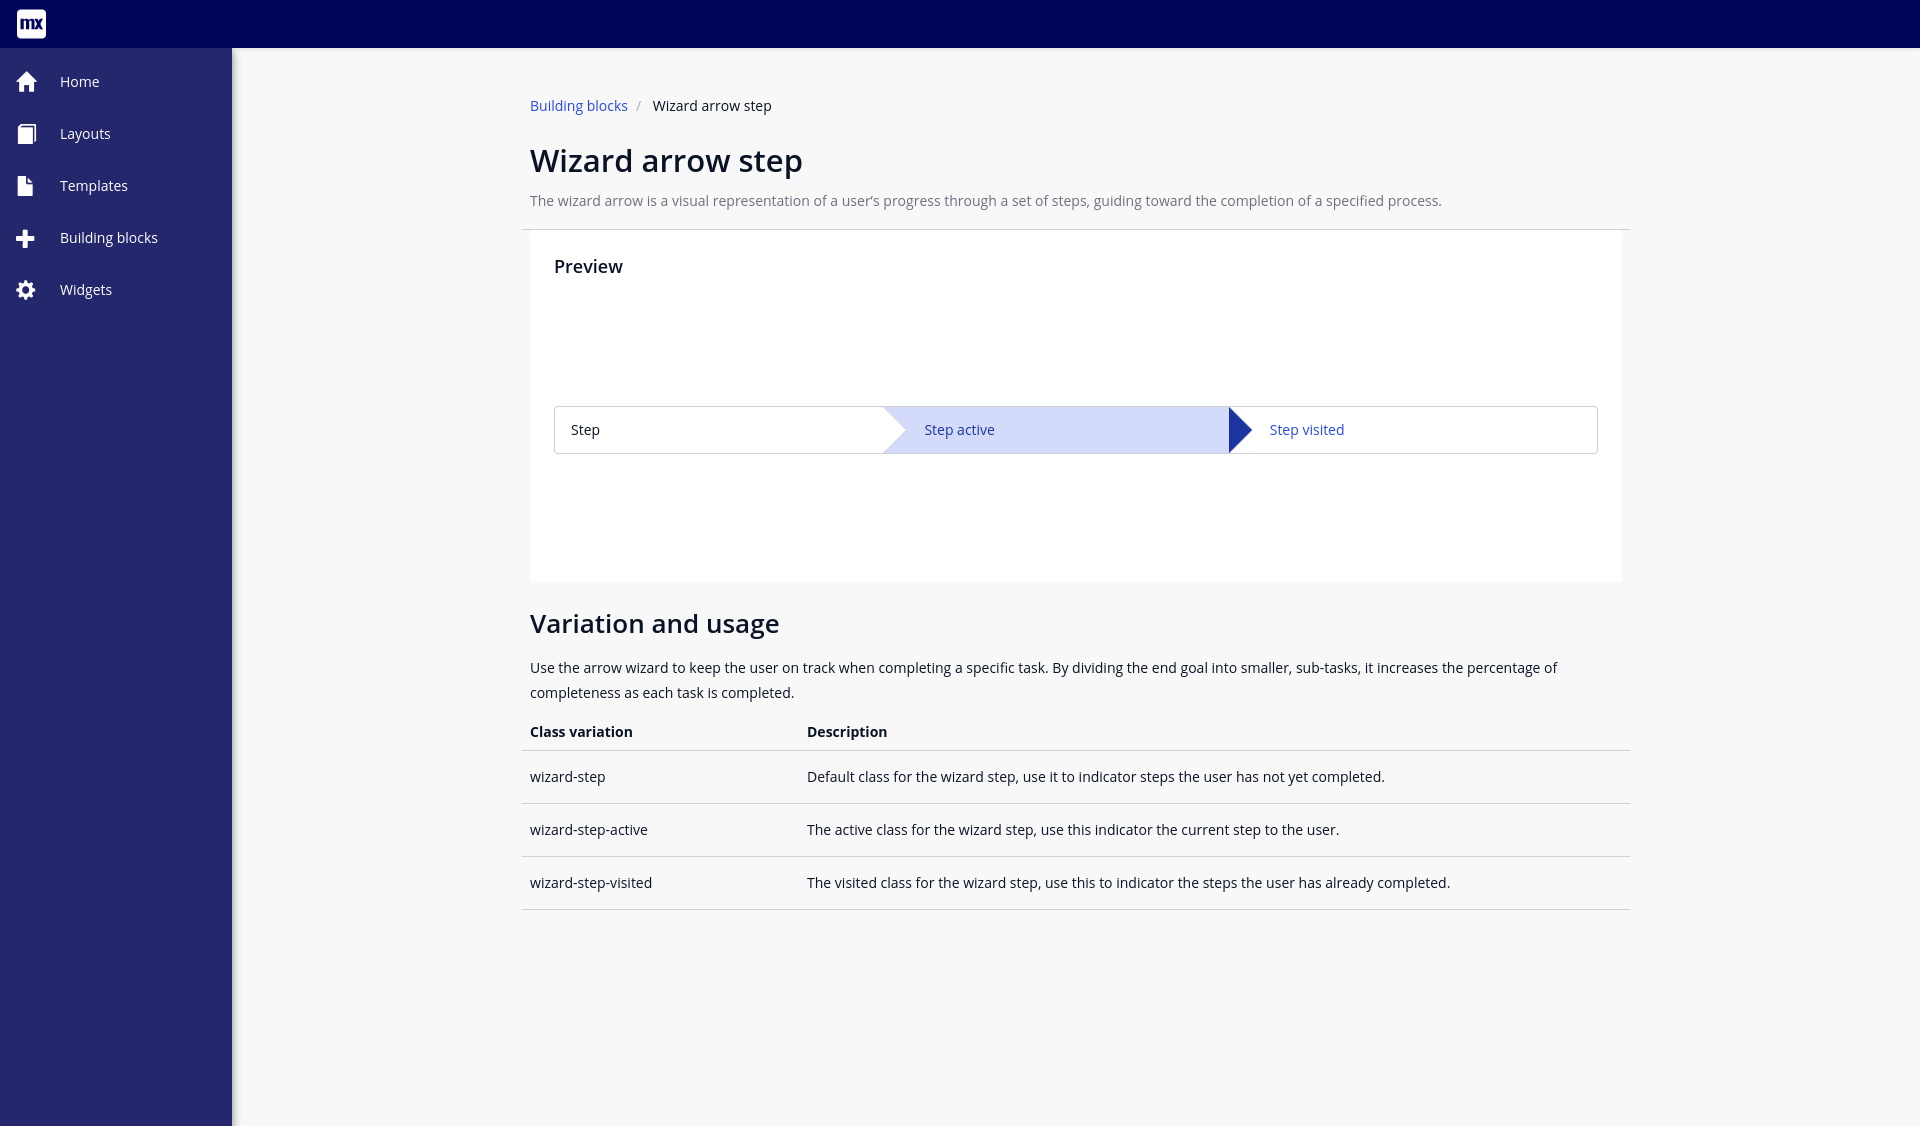 mx
Home
Layouts
Templates
Building blocks
Widgets
Building blocks / Wizard arrow step
Wizard arrow step
The wizard arrow is a visual representation of a user's progress through a set of steps, guiding toward the completion of a specified process.
Preview
Step Step active Step visited
Variation and usage
Use the arrow wizard to keep the user on track when completing a specific task. By dividing the end goal into smaller, sub-tasks, it increases the percentage of
completeness as each task is completed.
Class variation Description
wizard-step Default class for the wizard step, use it to indicator steps the user has not yet completed.
wizard-step-active The active class for the wizard step, use this indicator the current step to the user.
wizard-step-visited The visited class for the wizard step, use this to indicator the steps the user has already completed.